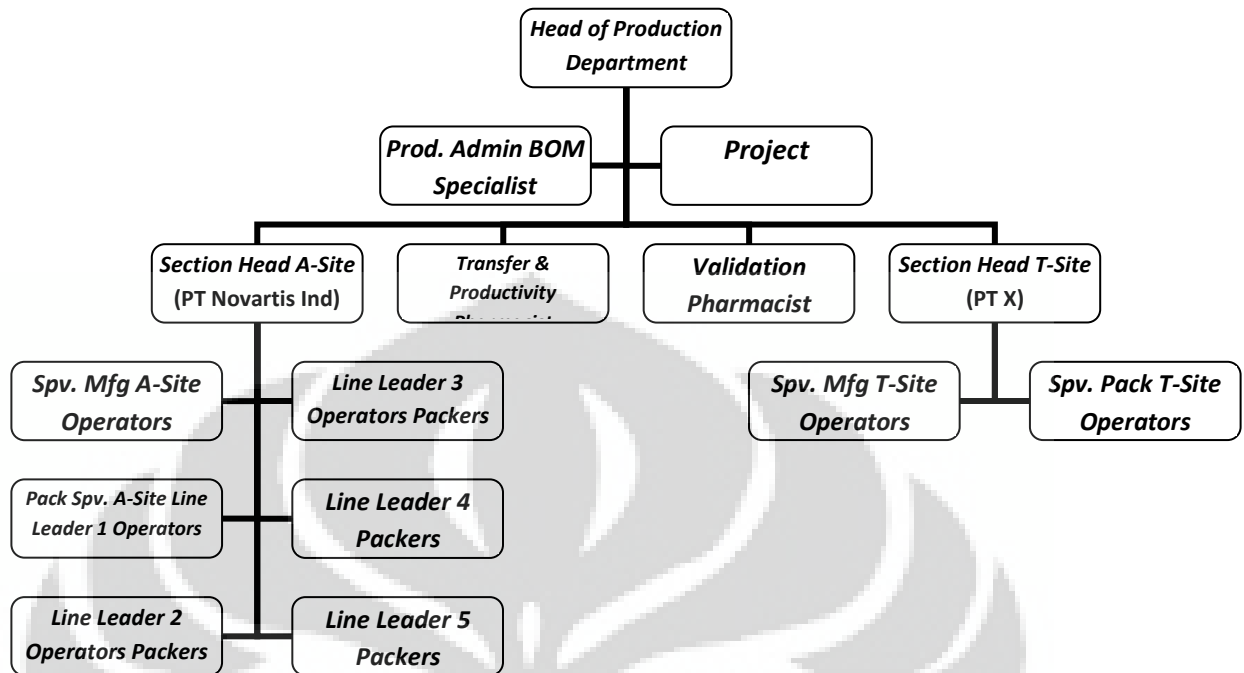 Head of Production
Department
Prod. Admin BOM
Specialist
Project
Section Head A-Site
(PT Novartis Ind)
Transfer &
Productivity
Validation
Pharmacist
Section Head T-Site
(PT X)
Spv. Mfg A-Site
Operators
Line Leader 3
Operators Packers
Spv. Mfg T-Site
Operators
Spv. Pack T-Site
Operators
Pack Spv. A-Site Line
Leader 1 Operators
Line Leader 4
Packers
Line Leader 2
Operators Packers
Line Leader 5
Packers